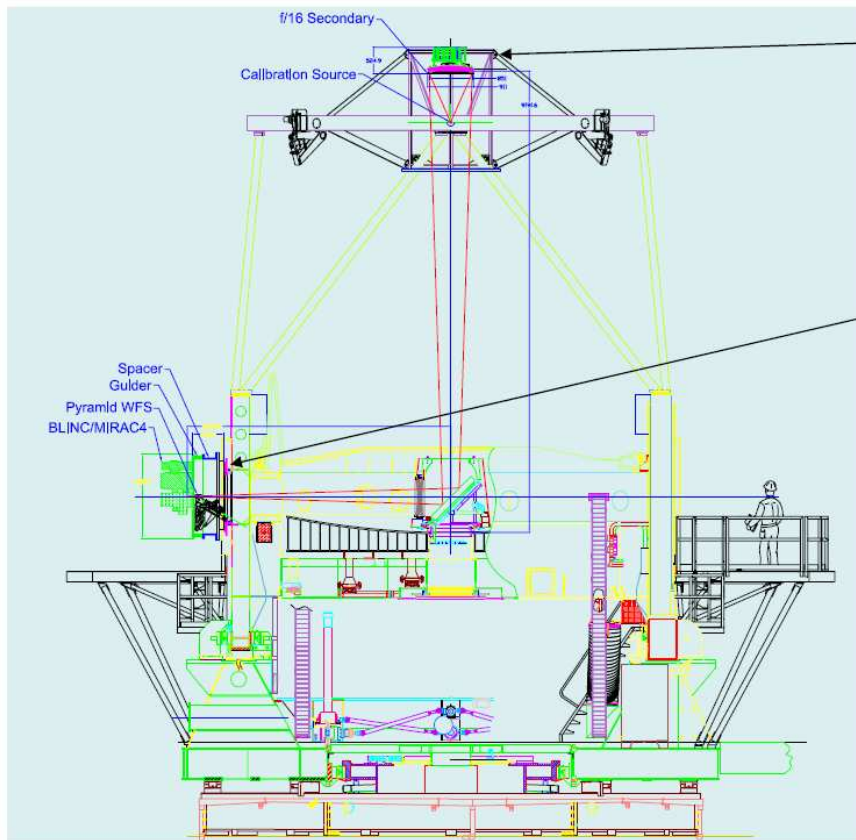 f/16 Secondary
Calibration Source
Spacer
Guider
Pyramid WFS
BLINC/MIRAC4